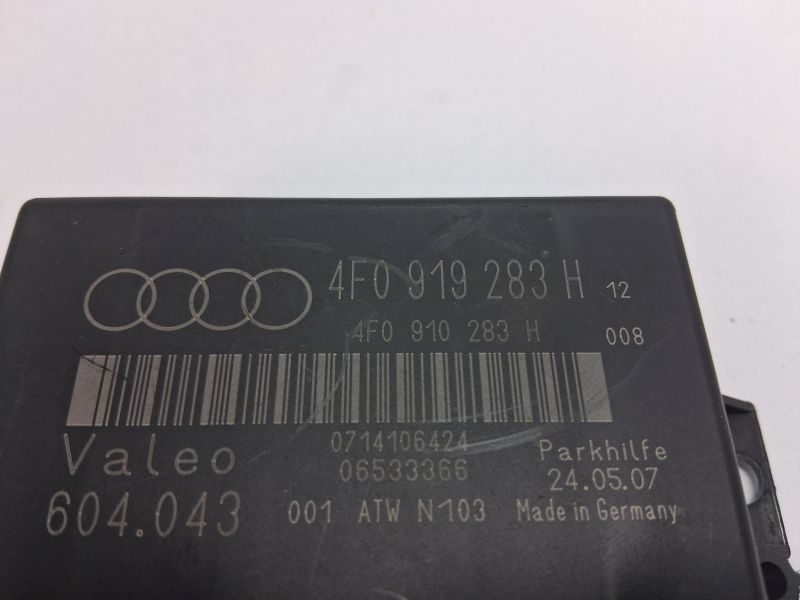 4F0 919 283 H 12
4F0 910 283 H 008
Valeo 0714106424 Parkhilfe
06533366 24.05.07
604.043 001 ATW N103 Made in Germany